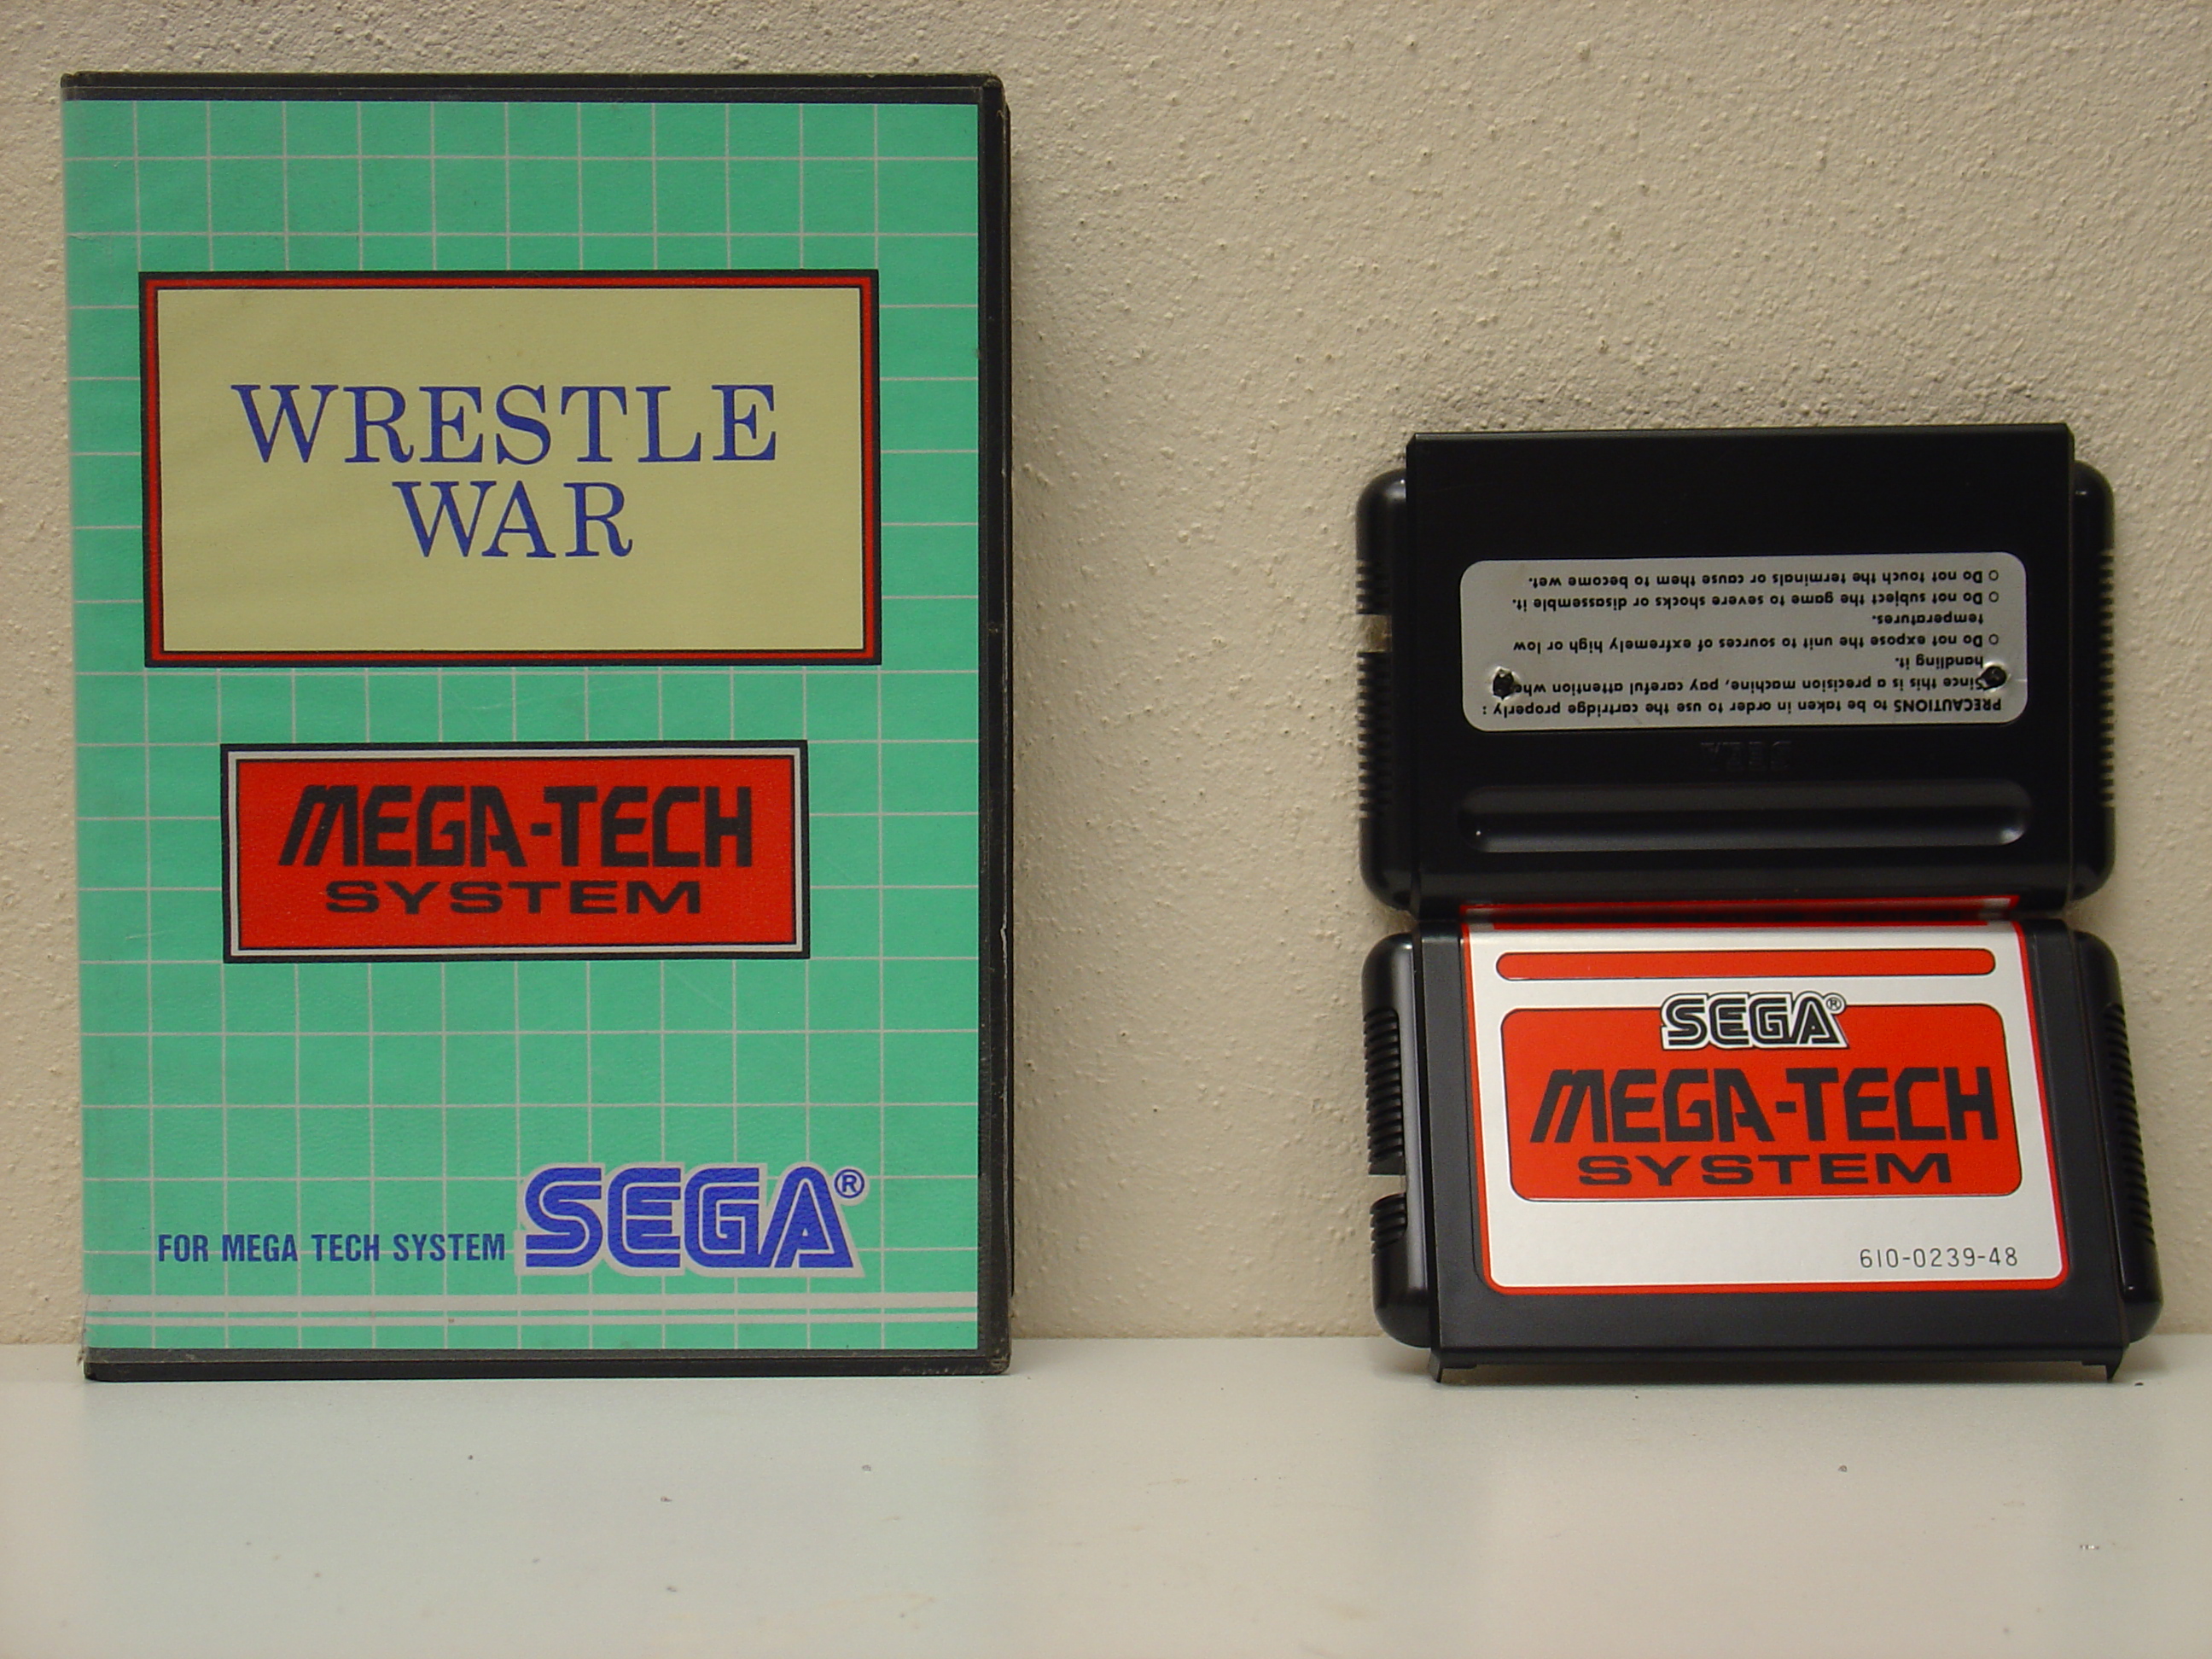 WRESTLE
WAR
MEGA-TECH
SYSTEM
FOR MEGA TECH SYSTEM SEGA®
PRECAUTIONS to be taken in order to use the cartridge properly :
Since this is a precision machine, pay careful attention when
handling it.
○ Do not expose the unit to sources of extremely high or low
temperatures.
○ Do not subject the game to severe shocks or disassemble it.
○ Do not touch the terminals or cause them to become wet.
SEGA
SEGA®
MEGA-TECH
SYSTEM
610-0239-48